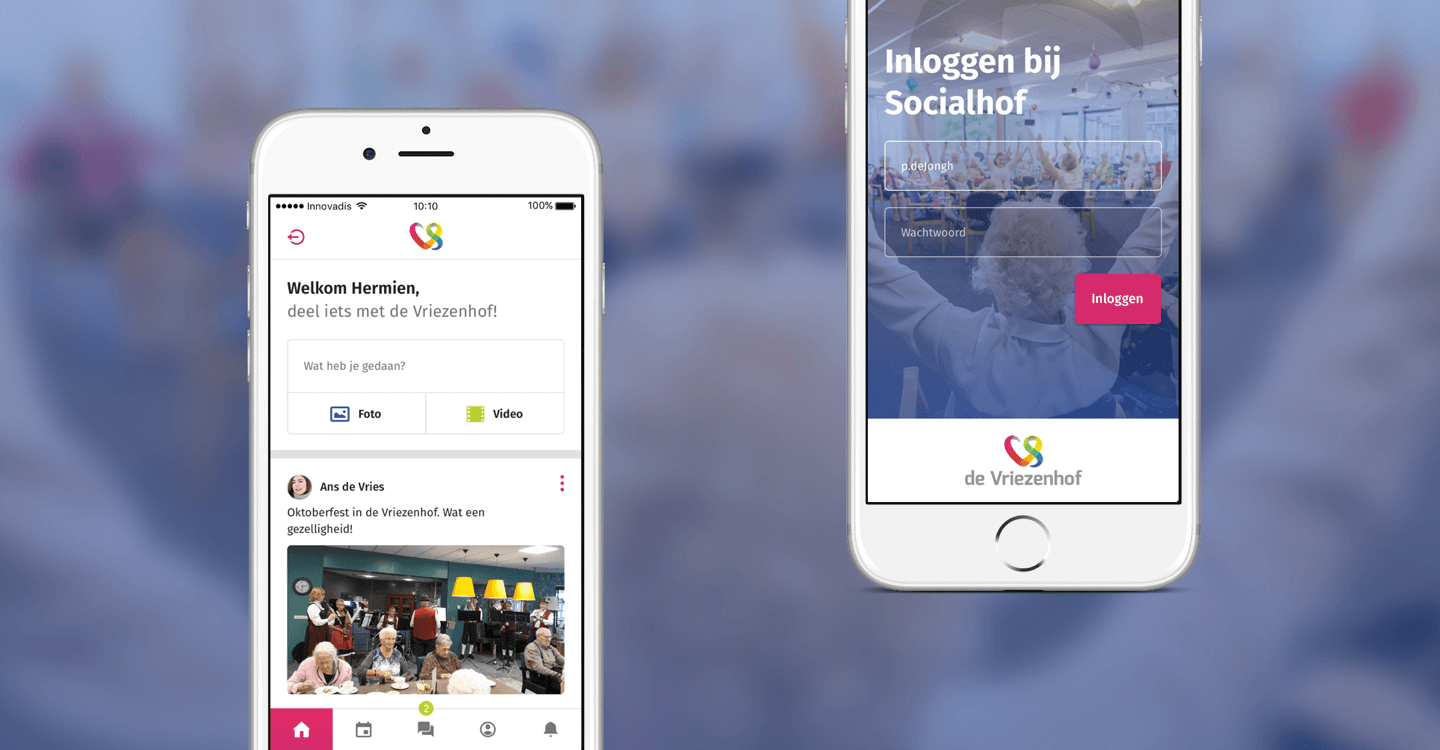 Innovadis
10:10
100%
Welkom Hermien,
deel iets met de Vriezenhof!
Wat heb je gedaan?
Foto
Video
Ans de Vries
Oktoberfest in de Vriezenhof. Wat een
gezelligheid!
2
Inloggen bij
Socialhof
p.deJongh
Wachtwoord
Inloggen
de Vriezenhof